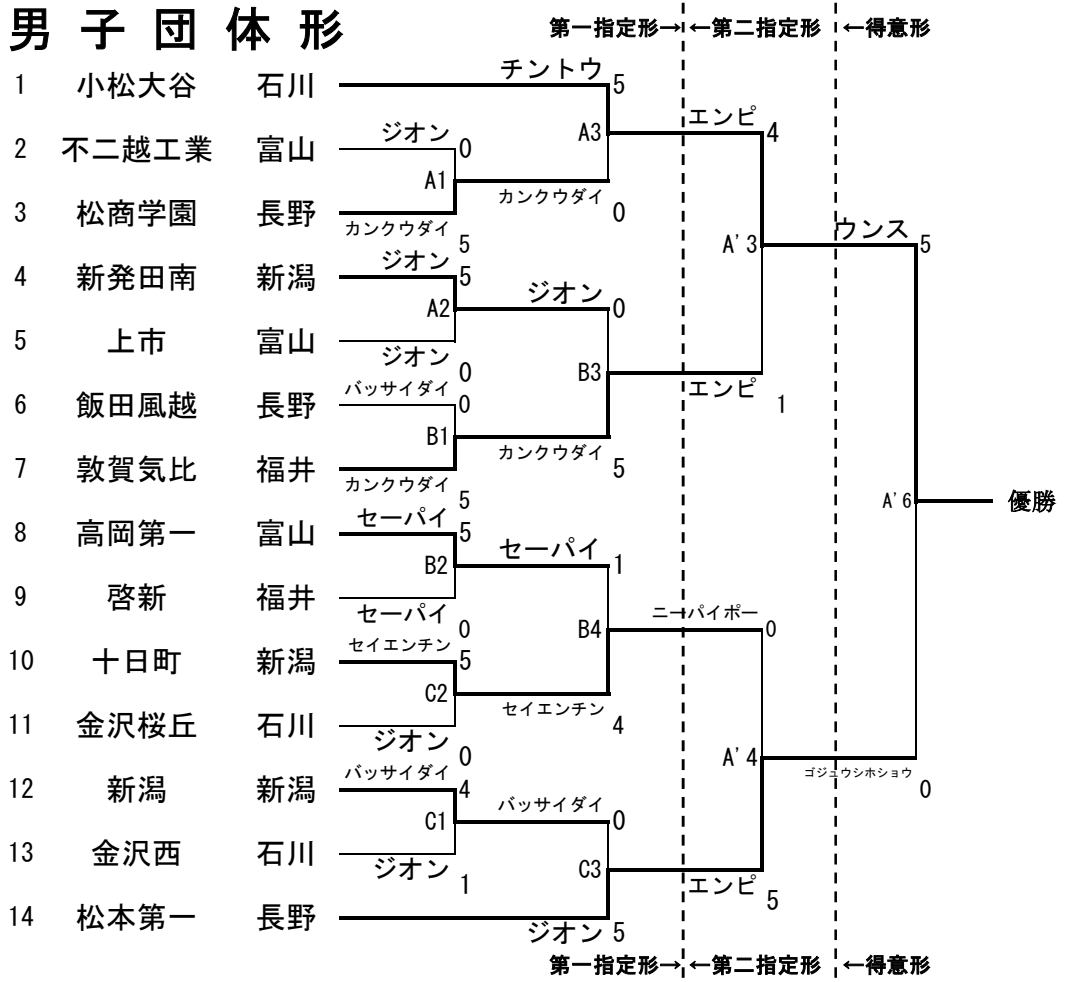 男子団体形
第一指定形→ ←第二指定形 ←得意形
チントウ 5
1 小松大谷 石川
エンピ 4
A3
ジオン 0
2 不二越工業 富山
A1
カンクウダイ 0
3 松商学園 長野
カンクウダイ 5
ウンス 5
A'3
ジオン 5
4 新発田南 新潟
ジオン 0
A2
5 上市 富山
ジオン 0
B3
エンピ 1
バッサイダイ 0
6 飯田風越 長野
B1
カンクウダイ 5
7 敦賀気比 福井
カンクウダイ 5
A'6 優勝
セーパイ 5
8 高岡第一 富山
セーパイ 1
B2
9 啓新 福井
セーパイ 0
ニーパイポー 0
B4
セイエンチン 5
10 十日町 新潟
C2
セイエンチン 4
11 金沢桜丘 石川
ジオン 0
A'4
ゴジュウシホショウ 0
バッサイダイ 4
12 新潟 新潟
バッサイダイ 0
C1
13 金沢西 石川
ジオン 1
C3
エンピ 5
14 松本第一 長野
ジオン 5
第一指定形→ ←第二指定形 ←得意形